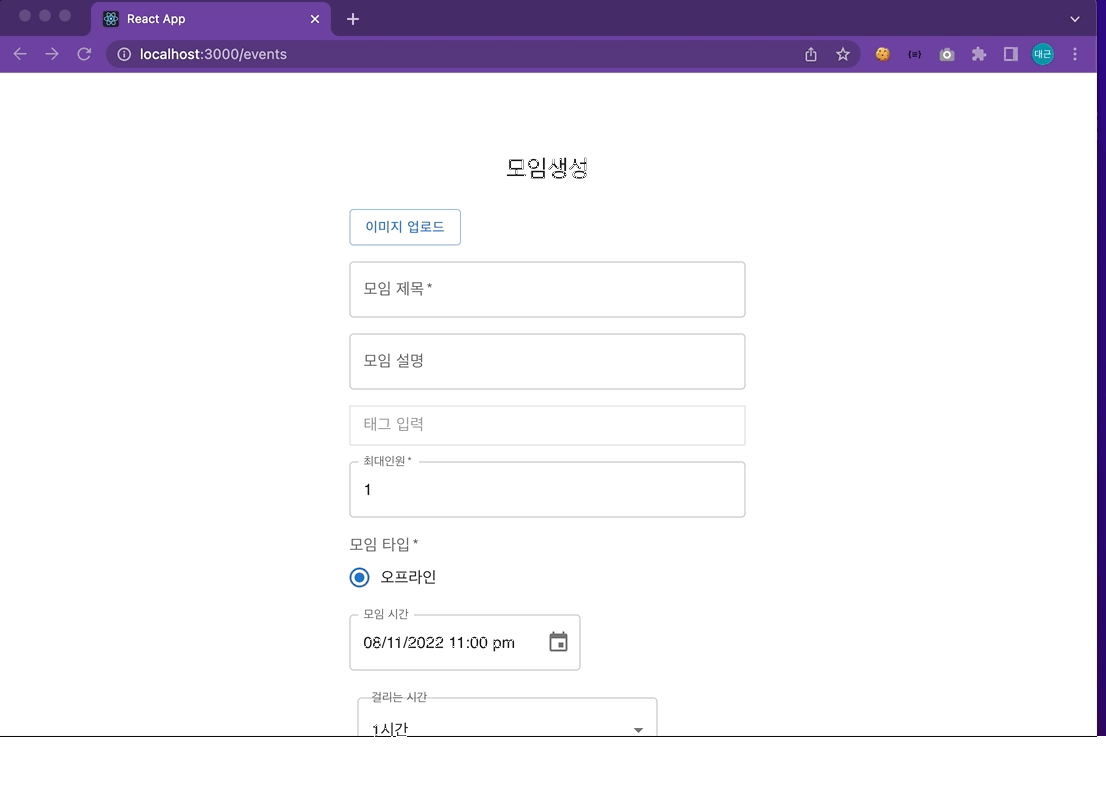 React App
localhost:3000/events
대근
모임생성
이미지 업로드
모임 제목 *
모임 설명
태그 입력
최대인원 *
1
모임 타입 *
오프라인
모임 시간
08/11/2022 11:00 pm
걸리는 시간
1시간